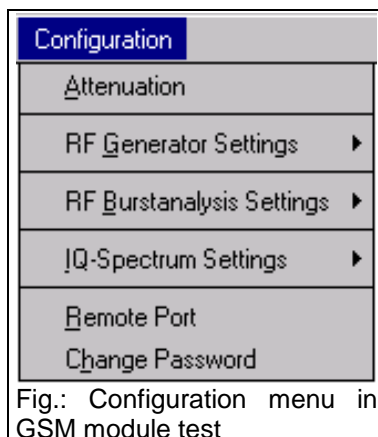 Configuration
Attenuation
RF Generator Settings
RF Burstanalysis Settings
IQ-Spectrum Settings
Remote Port
Change Password
Fig.: Configuration menu in
GSM module test